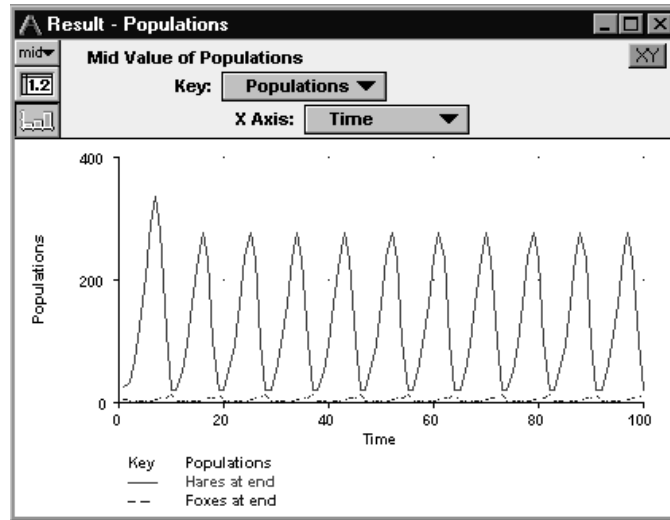 Result - Populations
mid
Mid Value of Populations
XY
1.2
Key: Populations
X Axis: Time
400
200
0
Populations
0 20 40 60 80 100
Time
Key Populations
Hares at end
Foxes at end